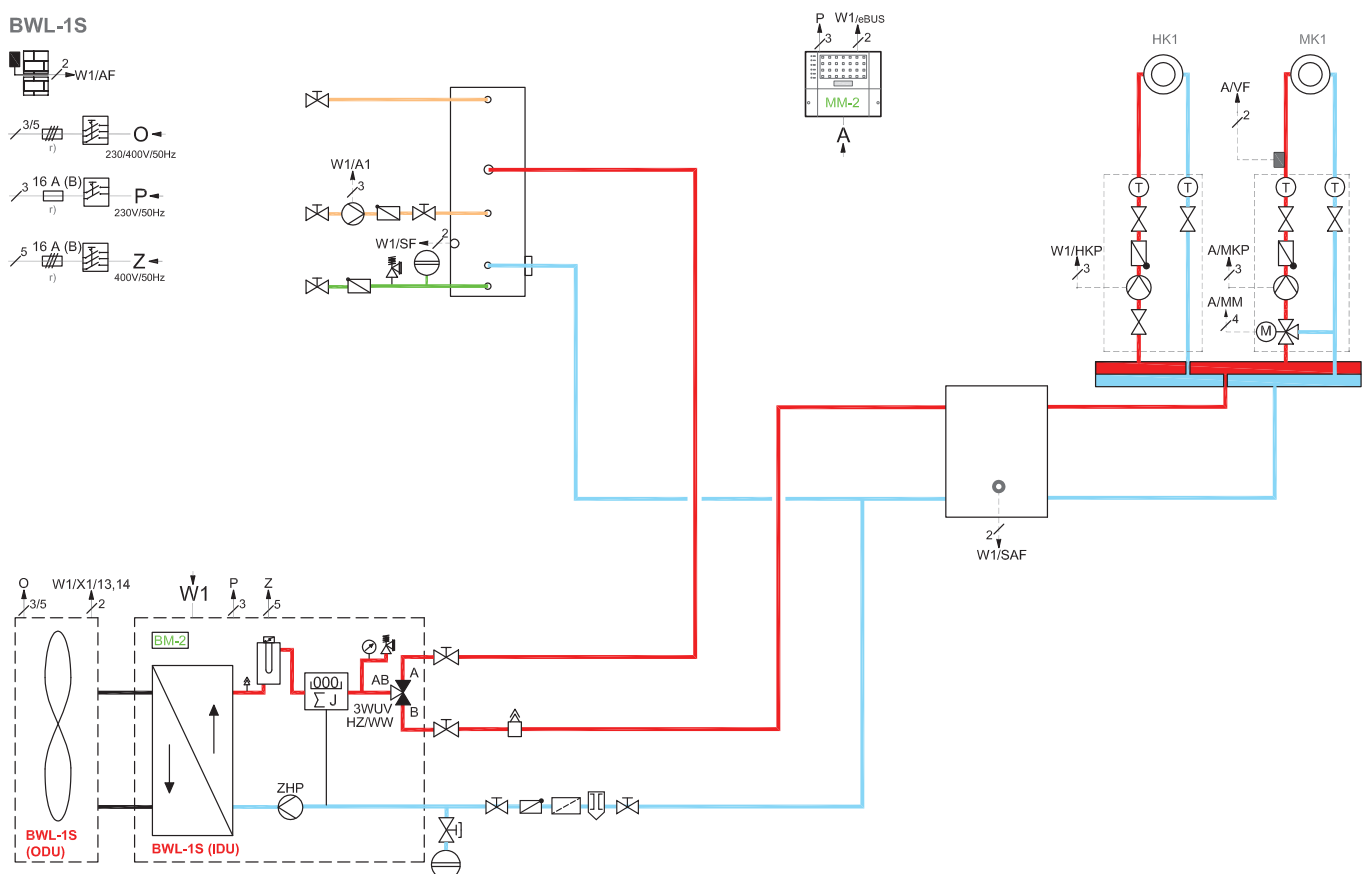 BWL-1S
2
W1/AF
3/5
r)
O
230/400V/50Hz
3
16 A (B)
r)
P
230V/50Hz
5
16 A (B)
r)
Z
400V/50Hz
W1/A1
3
W1/SF
2
P
3
W1/eBUS
2
MM-2
A
HK1
MK1
A/VF
2
T
T
T
T
W1/HKP
3
A/MKP
3
A/MM
4
M
2
W1/SAF
O
3/5
W1/X1/13,14
2
W1
P
3
Z
5
BM-2
000
Σ J
AB
A
B
3WUV
HZ/WW
ZHP
BWL-1S
(ODU)
BWL-1S (IDU)